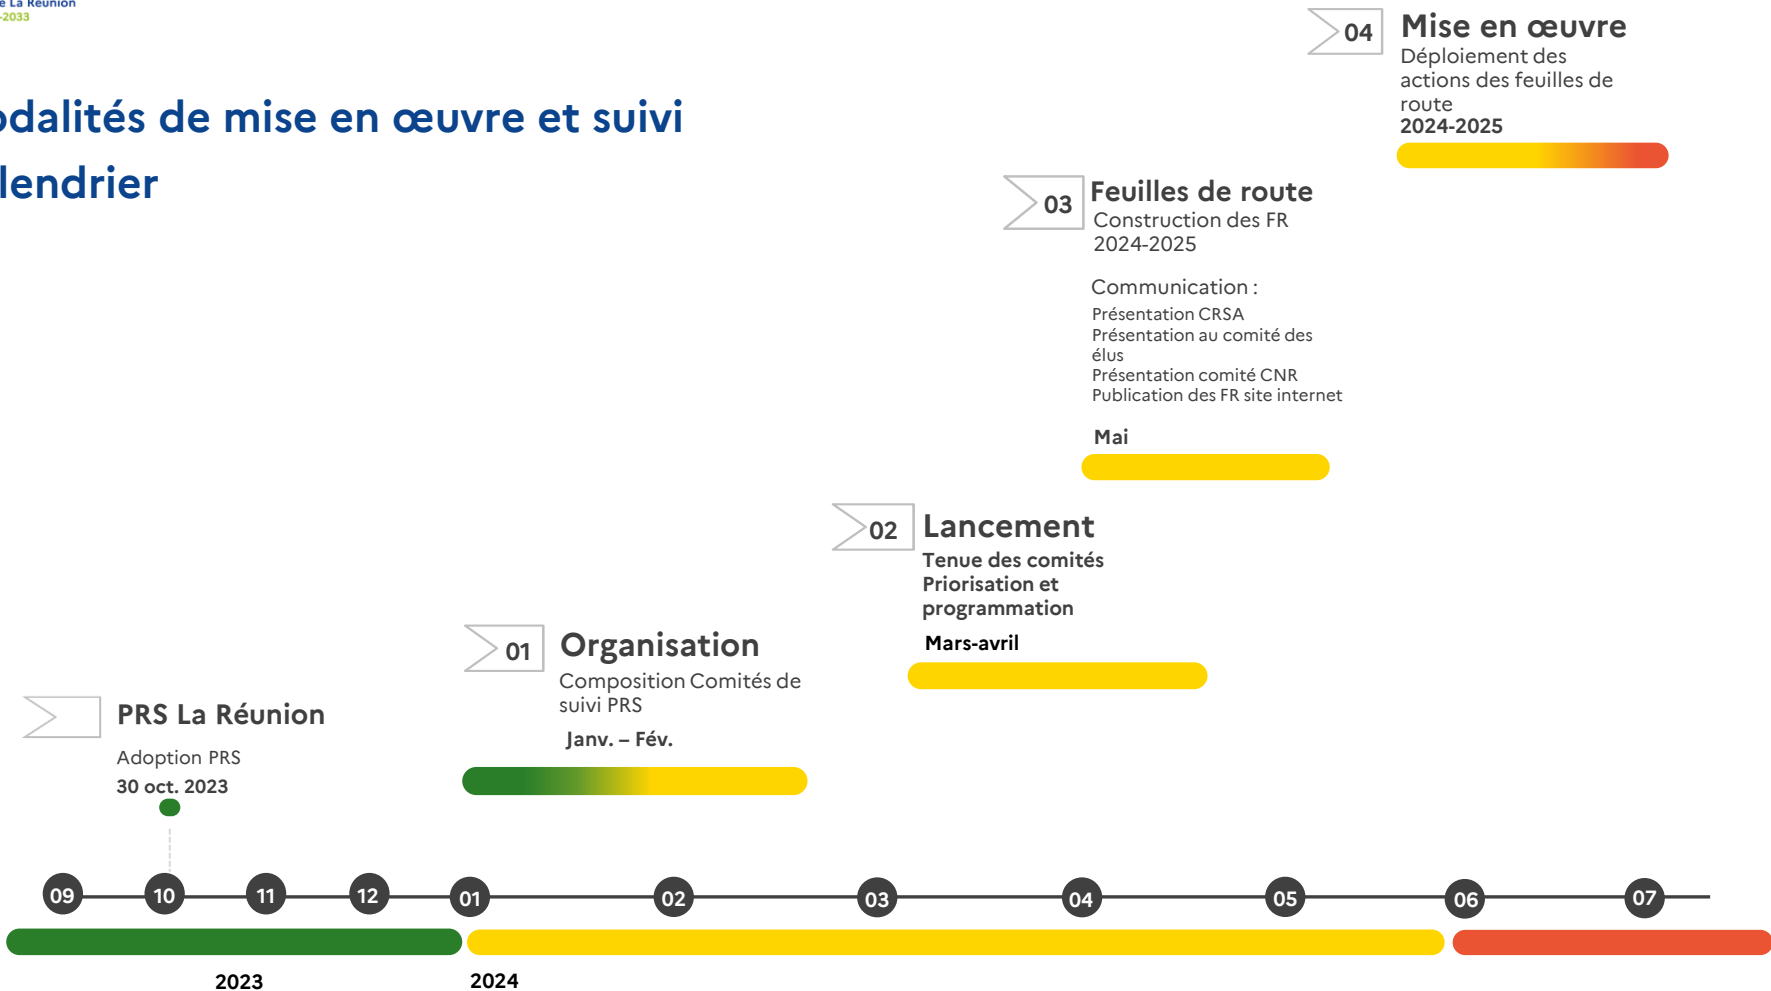 La Réunion
-2033
04
Mise en œuvre
Déploiement des
actions des feuilles de
route
2024-2025
odalités de mise en œuvre et suivi
lendrier
03
Feuilles de route
Construction des FR
2024-2025
Communication :
Présentation CRSA
Présentation au comité des
élus
Présentation comité CNR
Publication des FR site internet
Mai
02
Lancement
Tenue des comités
Priorisation et
programmation
Mars-avril
01
Organisation
Composition Comités de
suivi PRS
Janv. – Fév.
PRS La Réunion
Adoption PRS
30 oct. 2023
09 10 11 12 01 02 03 04 05 06 07
2023 2024